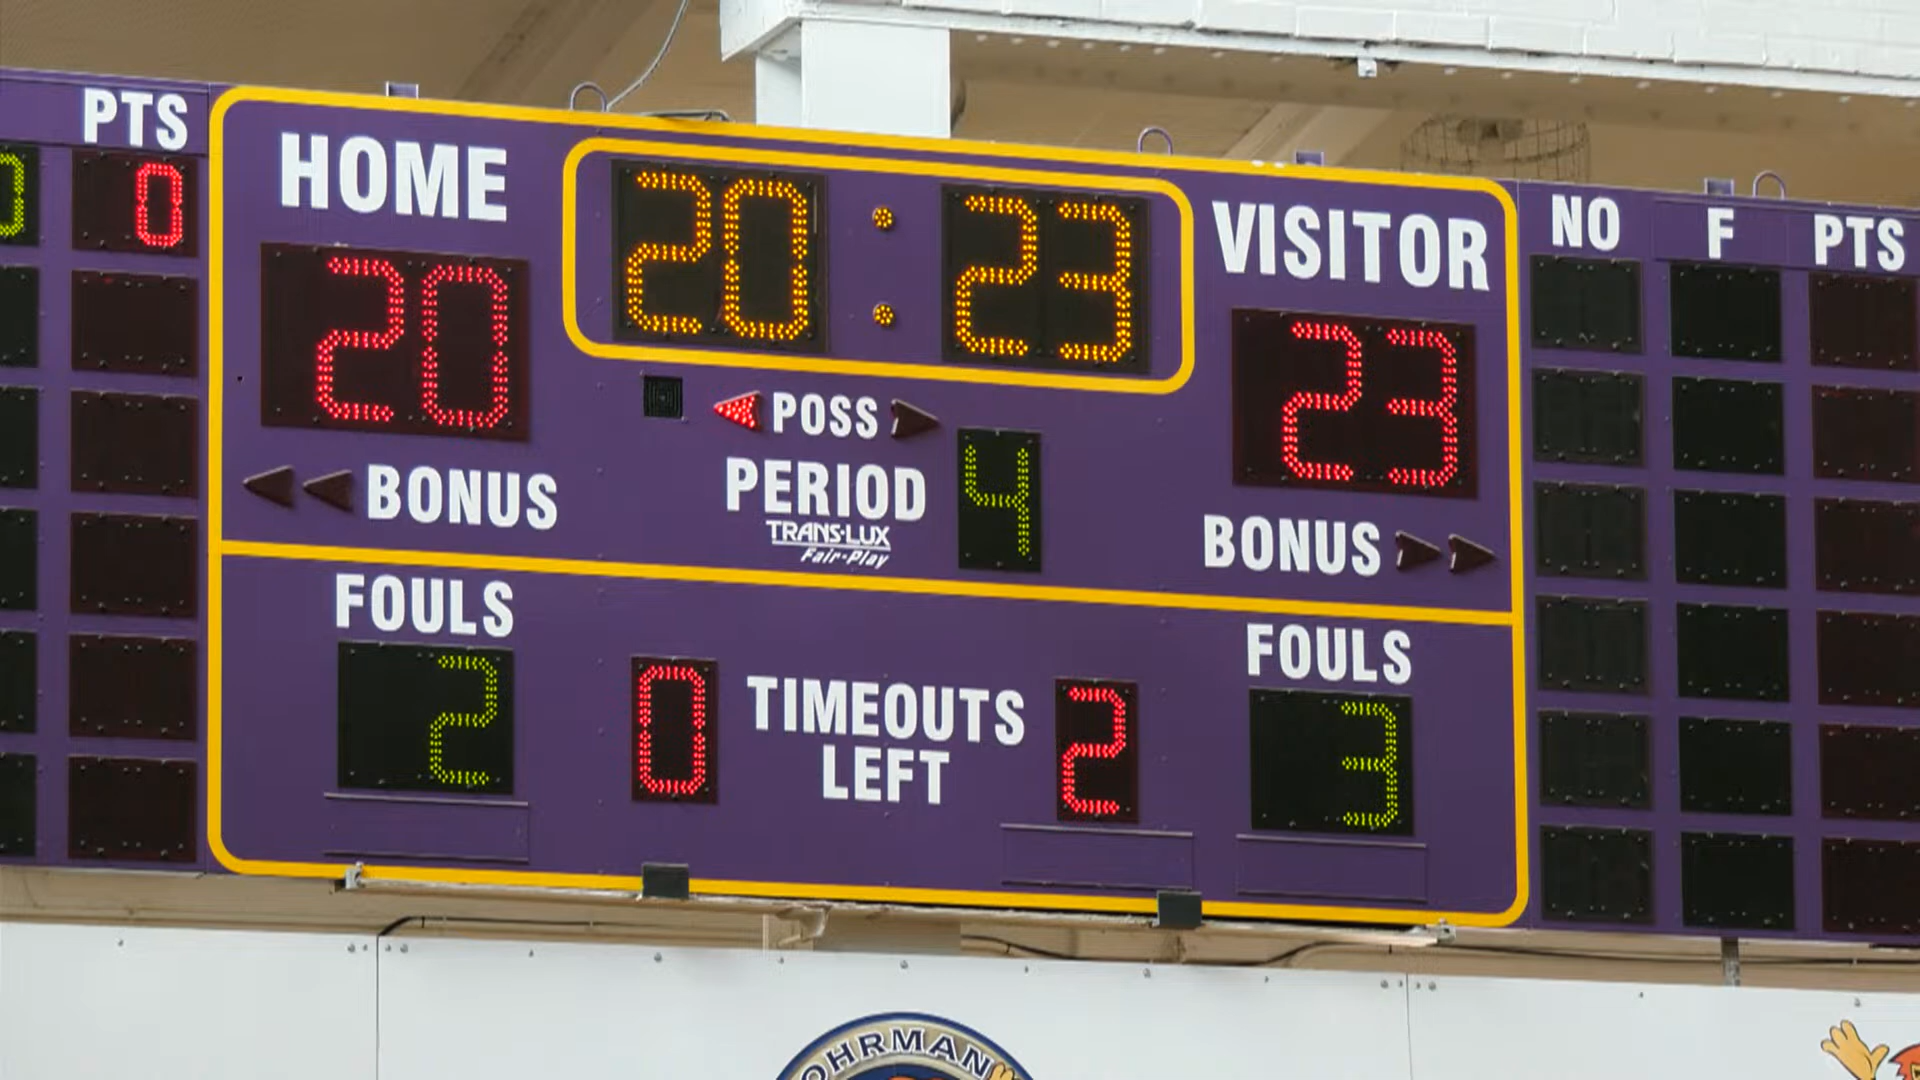 PTS
0
0
HOME
20
20:23
VISITOR
23
NO F PTS
POSS
PERIOD 4
TRANS-LUX
Fair-Play
BONUS
BONUS
FOULS
2
0
TIMEOUTS
LEFT
2
FOULS
3
OHRMAN